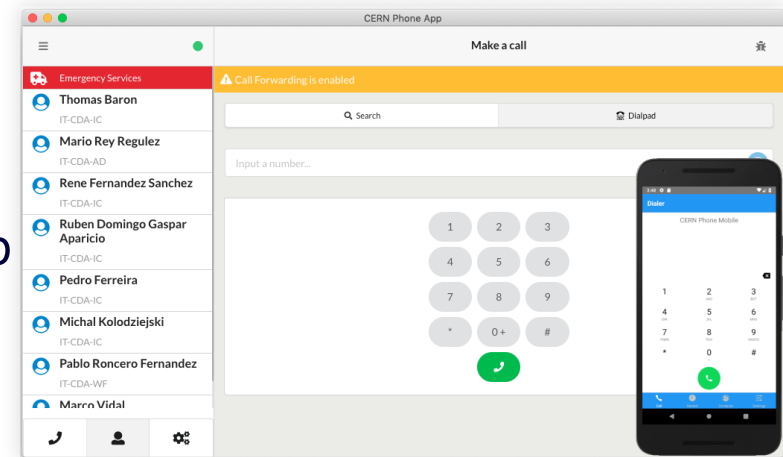 CERN Phone App
Make a call
Emergency Services
Call Forwarding is enabled
Thomas Baron
IT-CDA-IC
Mario Rey Regulez
IT-CDA-AD
Rene Fernandez Sanchez
IT-CDA-IC
Ruben Domingo Gaspar
Aparicio
IT-CDA-IC
Pedro Ferreira
IT-CDA-IC
Michal Kolodziejski
IT-CDA-IC
Pablo Roncero Fernandez
IT-CDA-WF
Marco Vidal
Search
Dialpad
Input a number...
1 2 3
4 5 6
7 8 9
* 0 + #
Dialer
CERN Phone Mobile
1 2 3
4 5 6
7 8 9
* 0 #